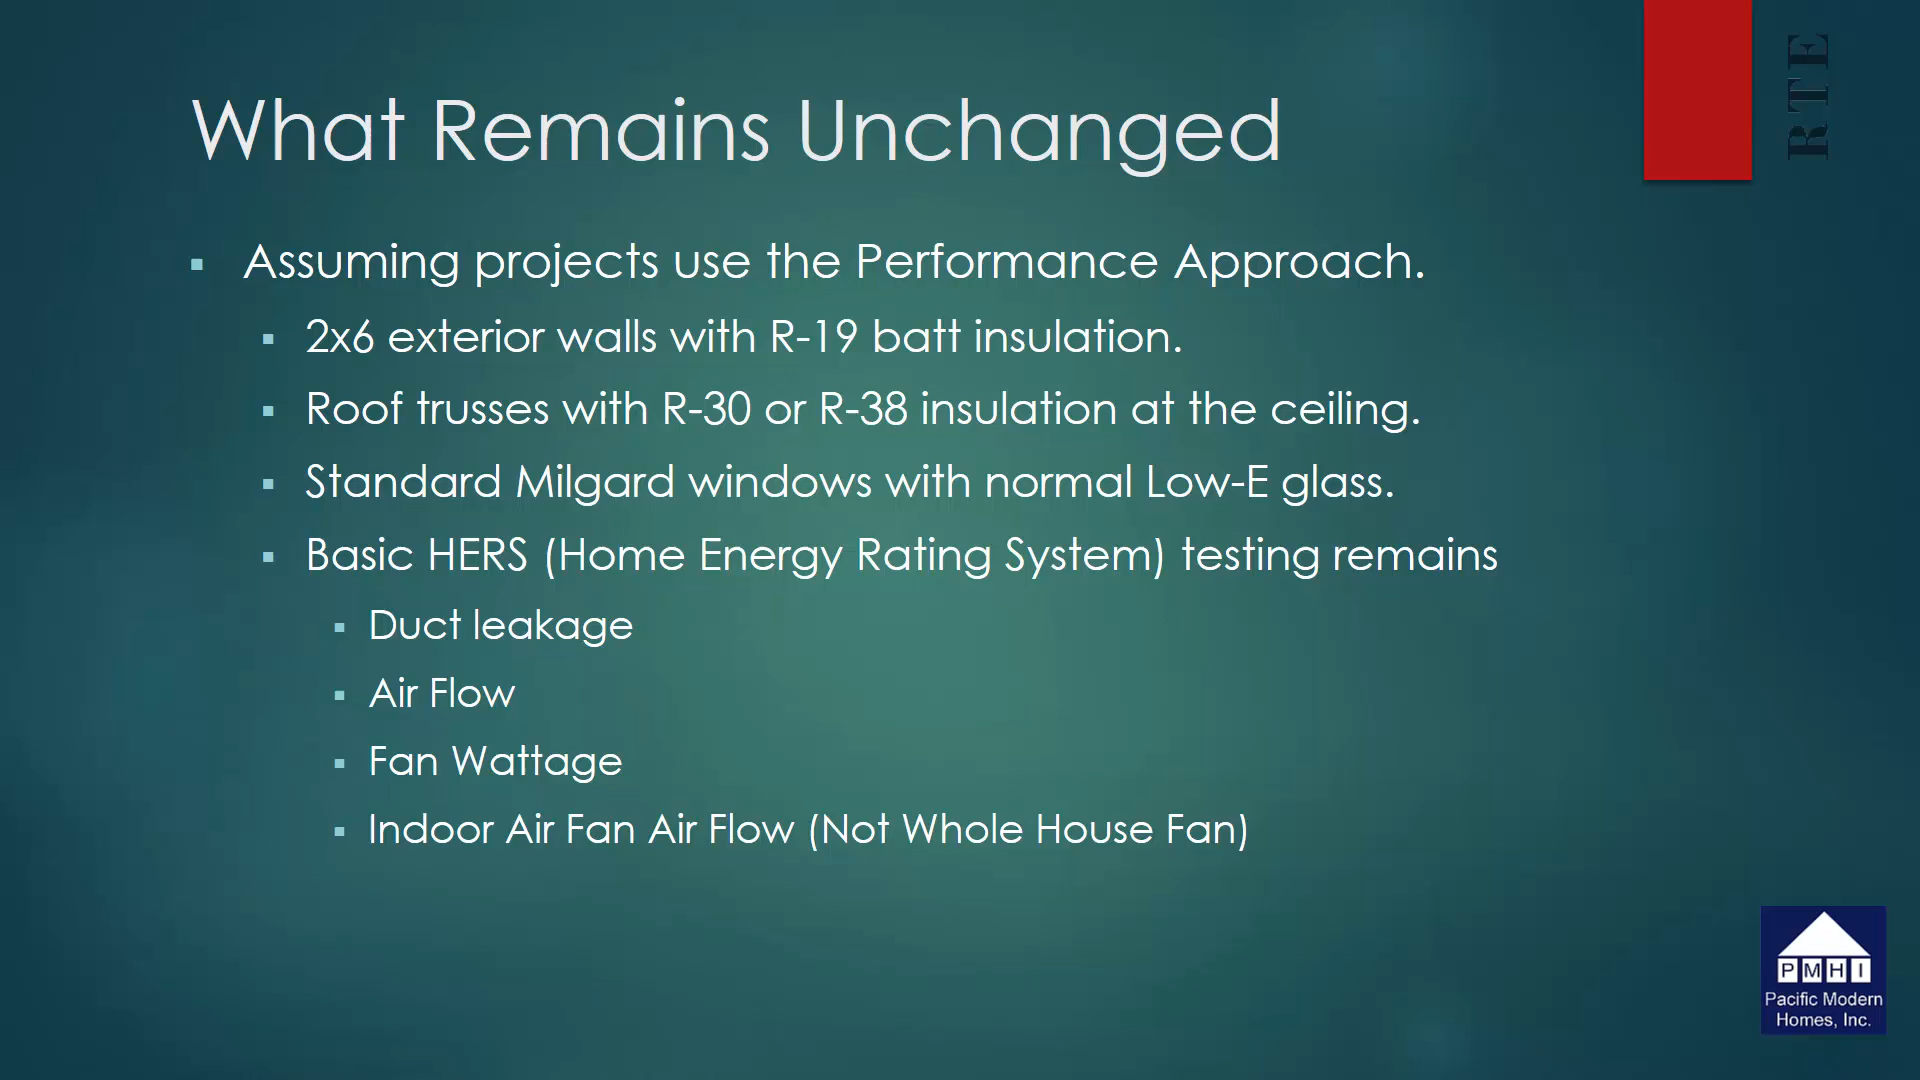 What Remains Unchanged
RTE
Assuming projects use the Performance Approach.
2x6 exterior walls with R-19 batt insulation.
Roof trusses with R-30 or R-38 insulation at the ceiling.
Standard Milgard windows with normal Low-E glass.
Basic HERS (Home Energy Rating System) testing remains
Duct leakage
Air Flow
Fan Wattage
Indoor Air Fan Air Flow (Not Whole House Fan)
PMHI
Pacific Modern
Homes, Inc.